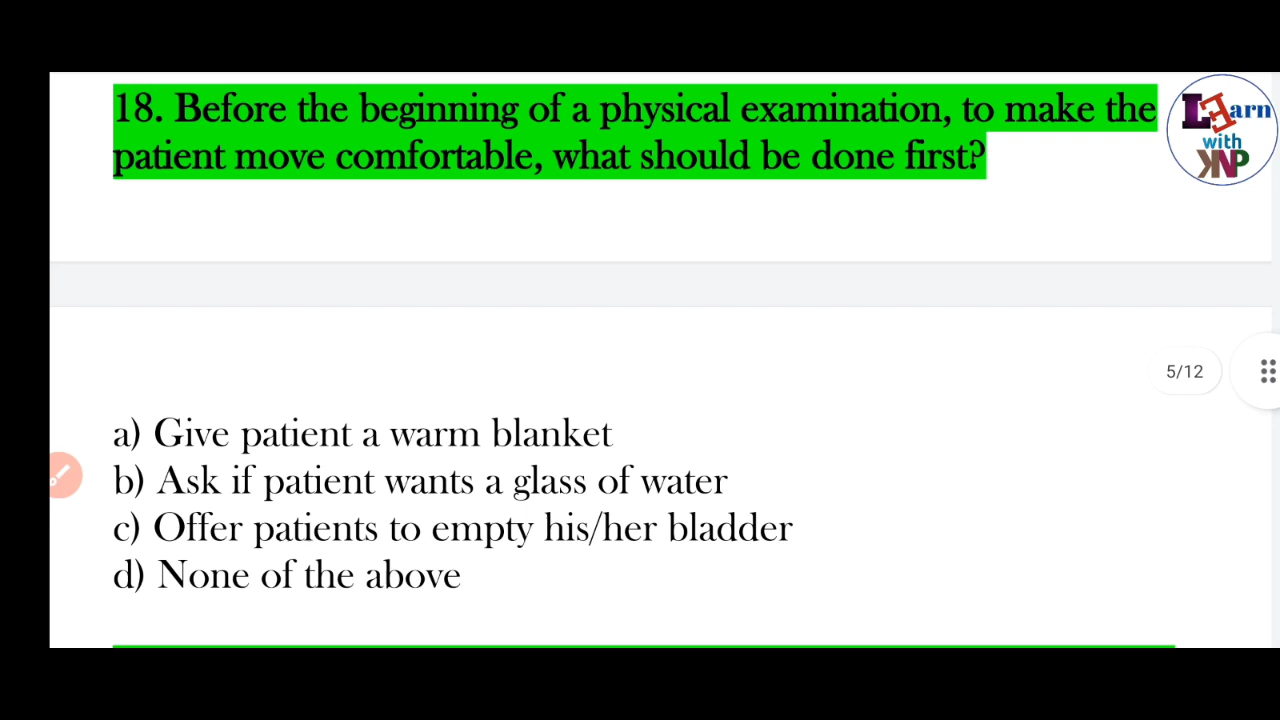 18. Before the beginning of a physical examination, to make the
patient move comfortable, what should be done first?
LEarn
with
KNP
5/12
a) Give patient a warm blanket
b) Ask if patient wants a glass of water
c) Offer patients to empty his/her bladder
d) None of the above